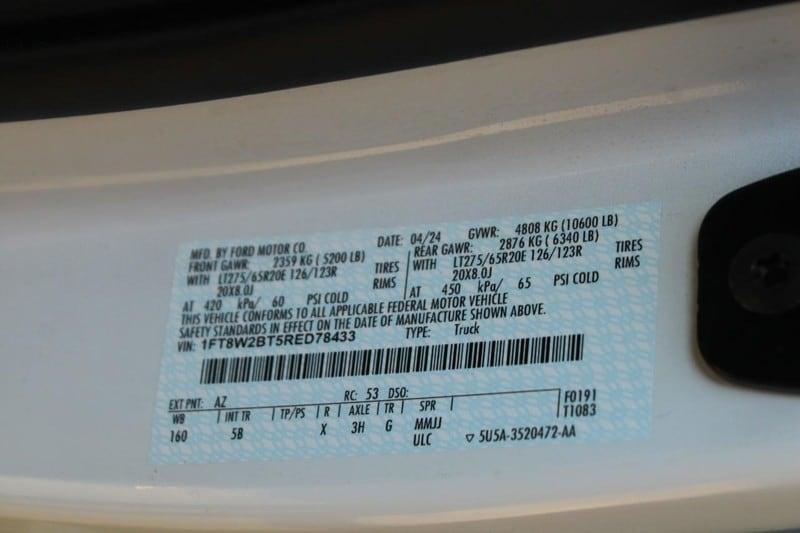 MFD. BY FORD MOTOR CO. DATE: 04/24 GVWR: 4808 KG (10600 LB)
FRONT GAWR: 2359 KG ( 5200 LB) REAR GAWR: 2876 KG ( 6340 LB)
WITH LT275/65R20E 126/123R TIRES WITH LT275/65R20E 126/123R TIRES
20X8.0J RIMS 20X8.0J RIMS
AT 420 kPa/ 60 PSI COLD AT 450 kPa/ 65 PSI COLD
THIS VEHICLE CONFORMS TO ALL APPLICABLE FEDERAL MOTOR VEHICLE
SAFETY STANDARDS IN EFFECT ON THE DATE OF MANUFACTURE SHOWN ABOVE.
VIN: 1FT8W2BT5RED78433 TYPE: Truck
EXT PNT: AZ RC: 53 DSO: F0191
WB INT TR TP/PS R AXLE TR SPR T1083
160 5B X 3H G MMJJ
ULC ▽ 5U5A-3520472-AA